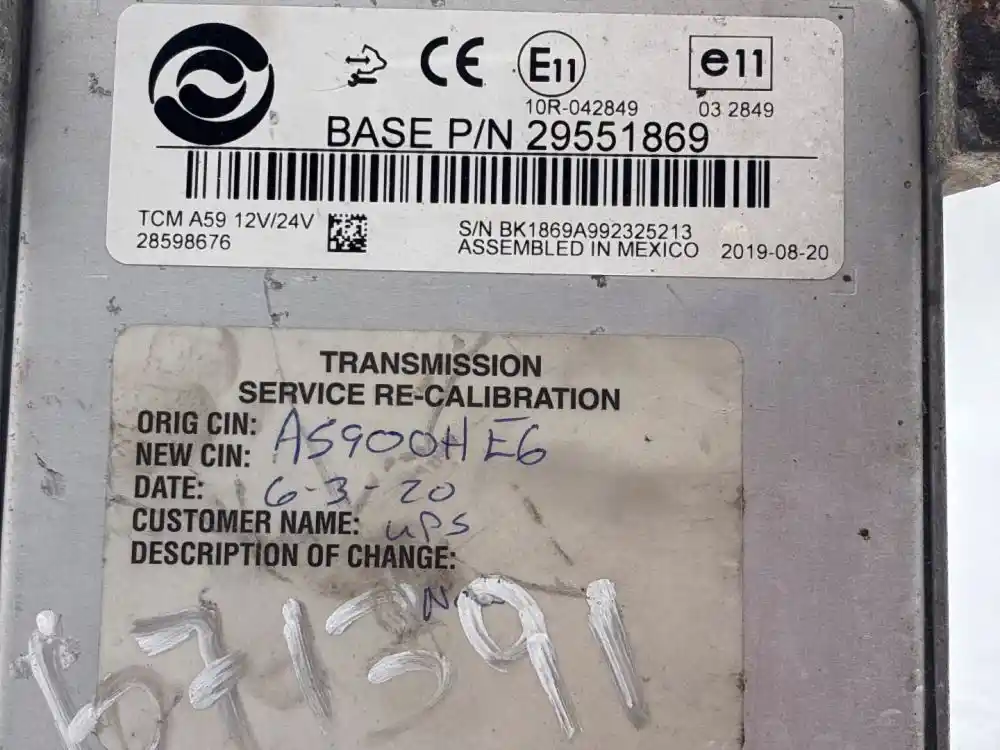 CE E11 e11
10R-042849 03 2849
BASE P/N 29551869
TCM A59 12V/24V
28598676
S/N BK1869A992325213
ASSEMBLED IN MEXICO 2019-08-20
TRANSMISSION
SERVICE RE-CALIBRATION
ORIG CIN:
NEW CIN: A5900HE6
DATE: 6-3-20
CUSTOMER NAME: UPS
DESCRIPTION OF CHANGE:
671391